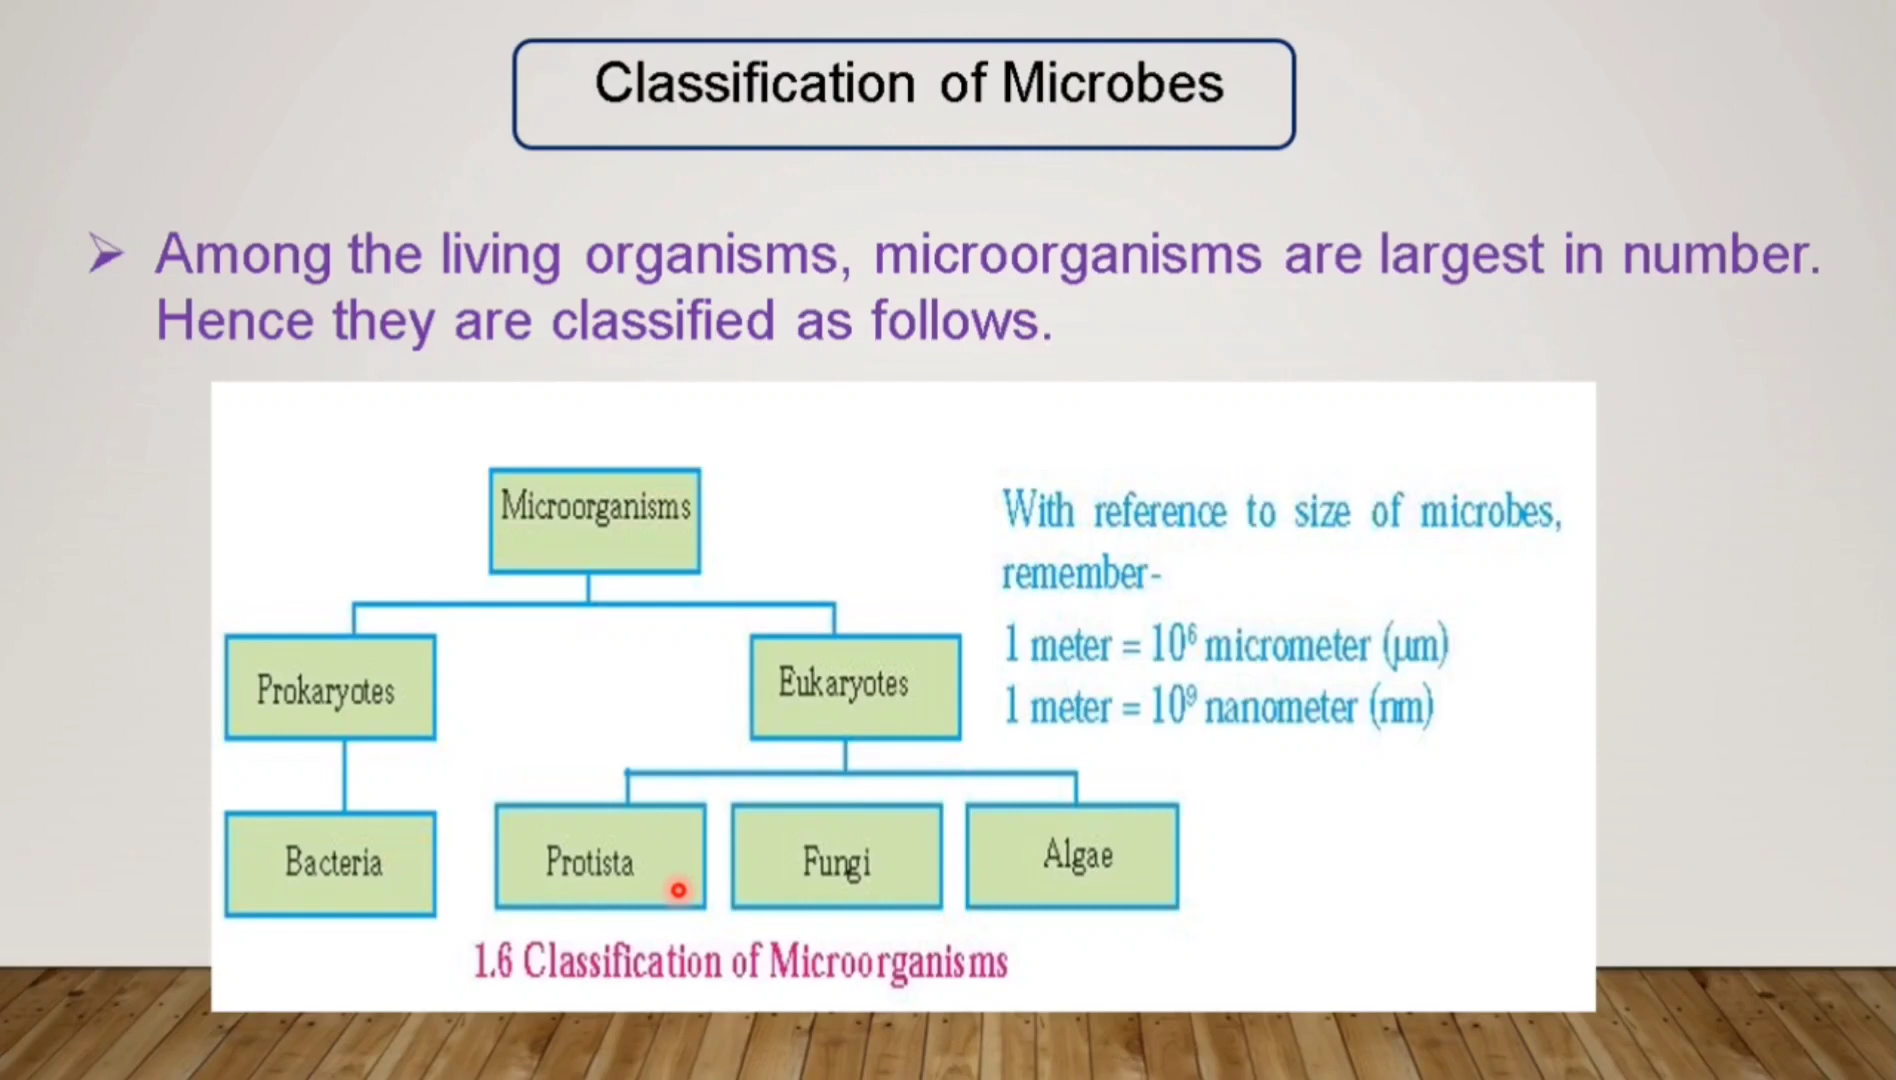 Classification of Microbes
➢ Among the living organisms, microorganisms are largest in number.
Hence they are classified as follows.
Microorganisms
With reference to size of microbes,
remember-
1 meter = 10⁶ micrometer (μm)
1 meter = 10⁹ nanometer (nm)
Prokaryotes
Eukaryotes
Bacteria
Protista
Fungi
Algae
1.6 Classification of Microorganisms